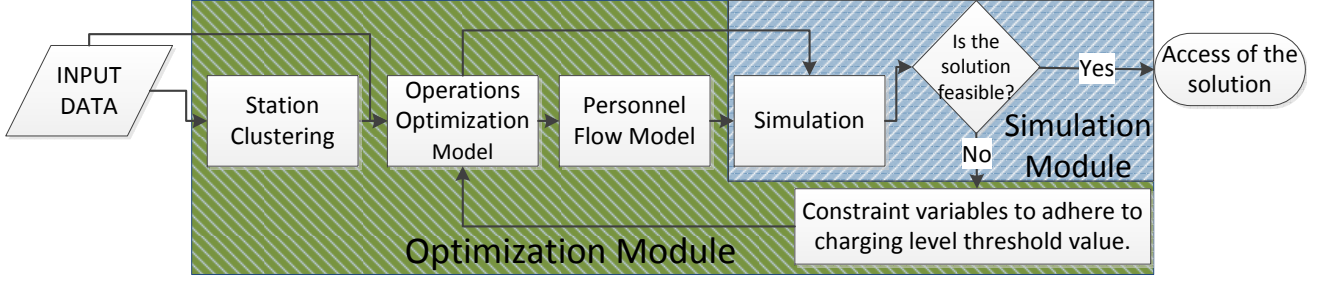 INPUT
DATA
Station
Clustering
Operations
Optimization
Model
Personnel
Flow Model
Simulation
Is the
solution
feasible?
Yes
Access of the
solution
No
Simulation
Module
Constraint variables to adhere to
charging level threshold value.
Optimization Module